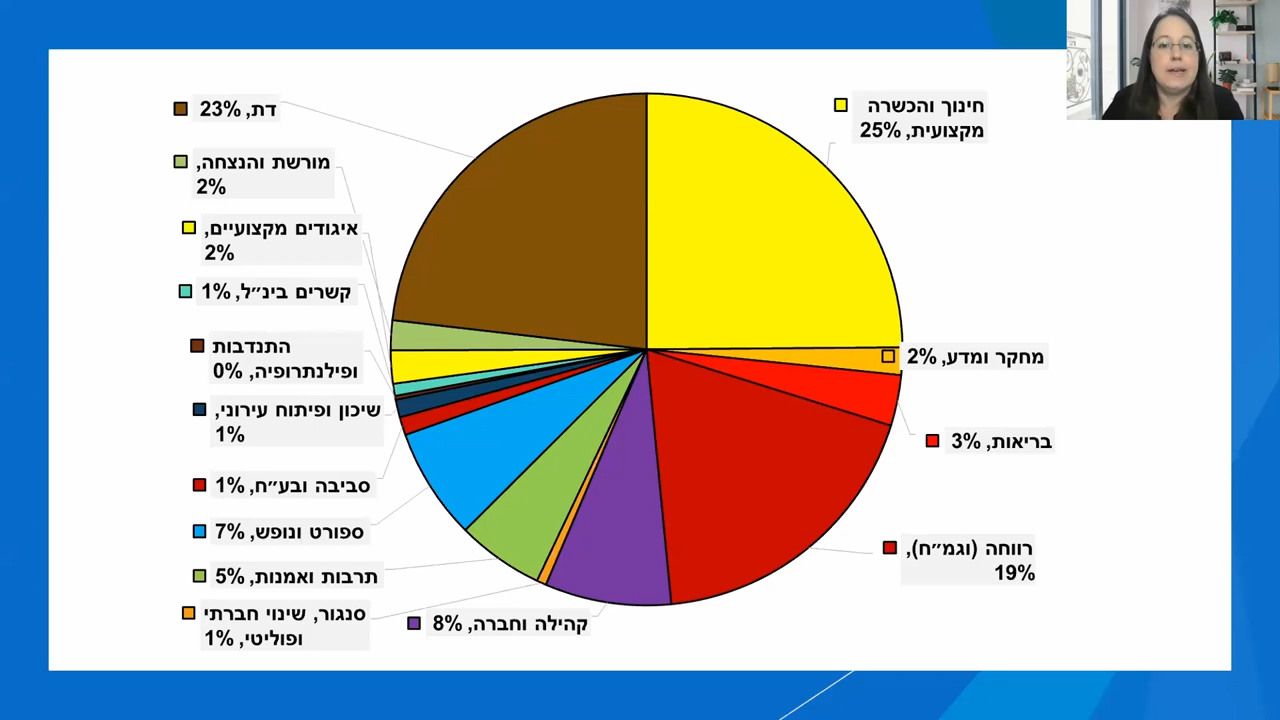 חינוך והכשרה
מקצועית, 25%
מחקר ומדע, 2%
בריאות, 3%
רווחה (וגמ״ח),
19%
קהילה וחברה, 8%
סנגור, שינוי חברתי
ופוליטי, 1%
תרבות ואמנות, 5%
ספורט ונופש, 7%
סביבה ובע״ח, 1%
שיכון ופיתוח עירוני,
1%
התנדבות
ופילנתרופיה, 0%
קשרים בינ״ל, 1%
איגודים מקצועיים,
2%
מורשת והנצחה,
2%
דת, 23%